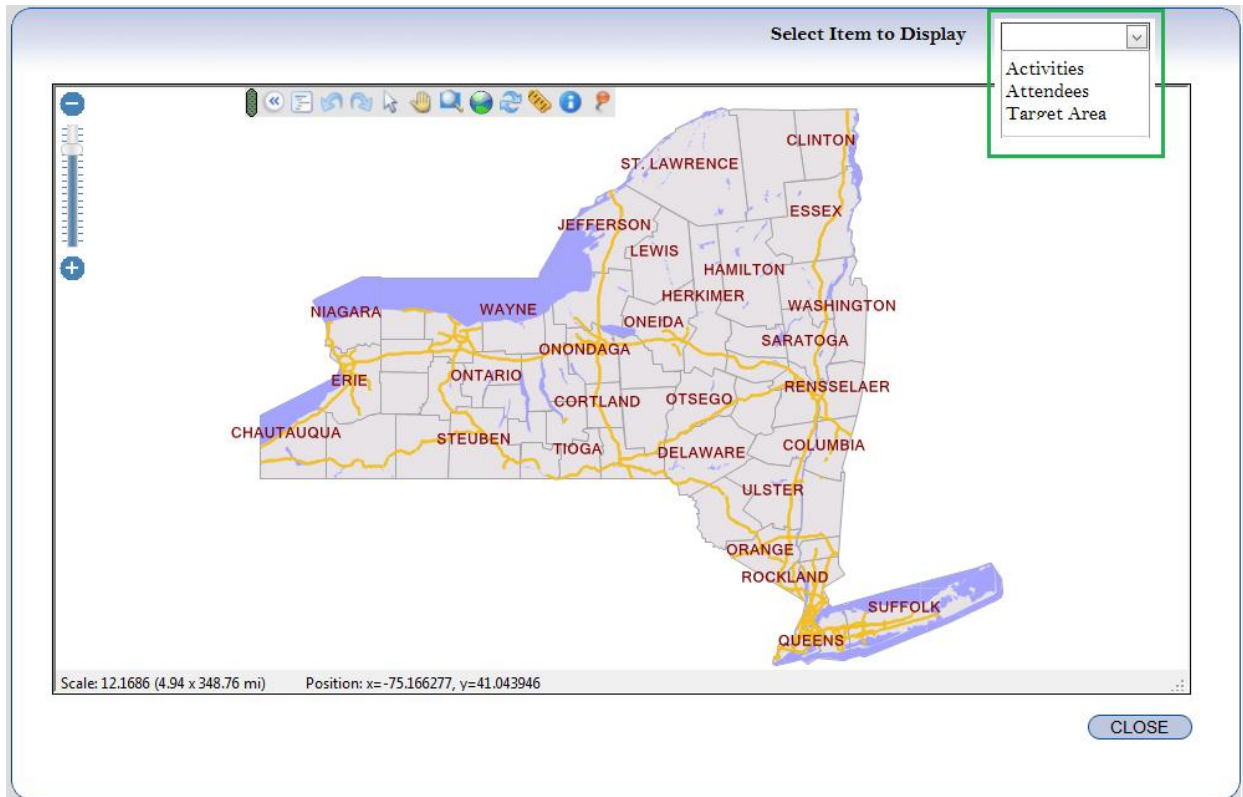 Select Item to Display
Activities
Attendees
Target Area
CLINTON
ST. LAWRENCE
ESSEX
JEFFERSON
LEWIS
HAMILTON
HERKIMER
WASHINGTON
NIAGARA
WAYNE
ONEIDA
SARATOGA
ONONDAGA
ERIE
ONTARIO
RENSSELAER
CORTLAND
OTSEGO
CHAUTAUQUA
STEUBEN
TIOGA
DELAWARE
COLUMBIA
ULSTER
ORANGE
ROCKLAND
SUFFOLK
QUEENS
Scale: 12.1686 (4.94 x 348.76 mi) Position: x= -75.166277, y=41.043946
CLOSE